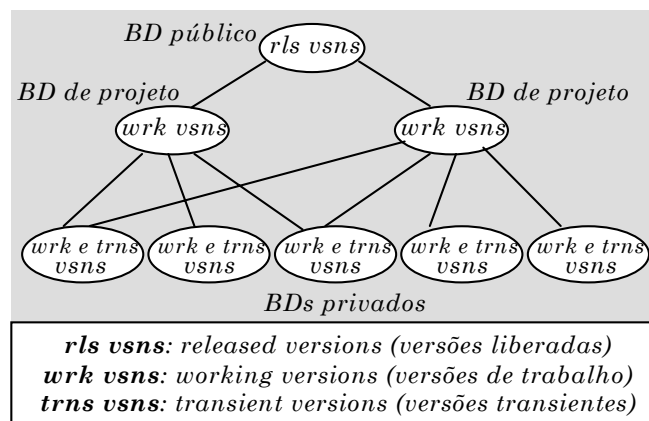 BD público
rls vsns
BD de projeto
BD de projeto
wrk vsns
wrk vsns
wrk e trns
vsns
wrk e trns
vsns
wrk e trns
vsns
wrk e trns
vsns
wrk e trns
vsns
BDs privados
rls vsns: released versions (versões liberadas)
wrk vsns: working versions (versões de trabalho)
trns vsns: transient versions (versões transientes)